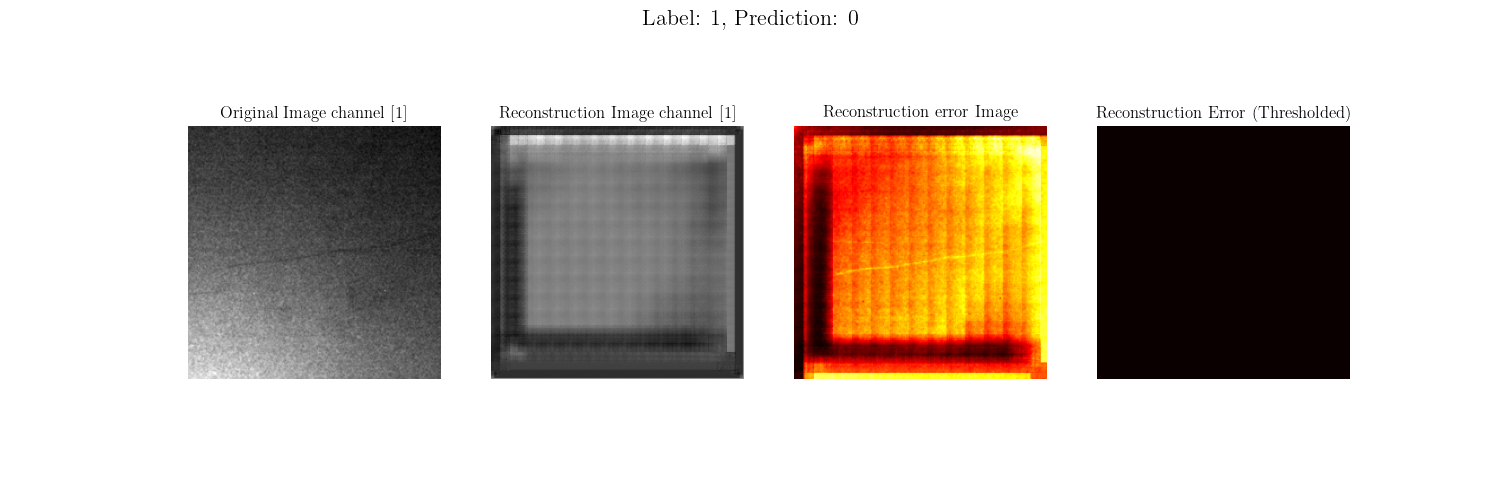 Label: 1, Prediction: 0
Original Image channel [1]
Reconstruction Image channel [1]
Reconstruction error Image
Reconstruction Error (Thresholded)